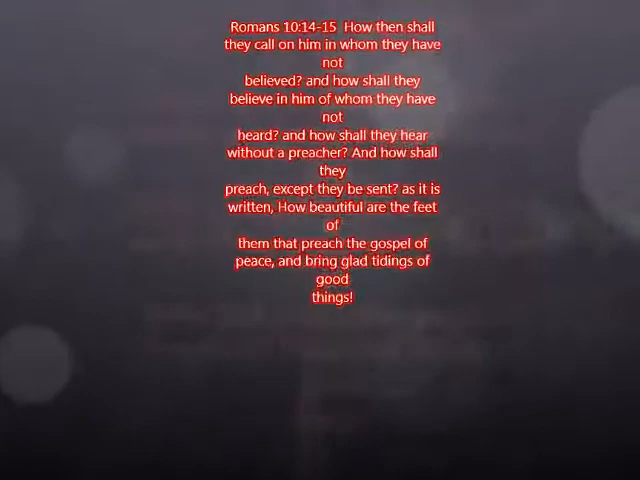 Romans 10:14-15  How then shall
they call on him in whom they have
not
believed? and how shall they
believe in him of whom they have
not
heard? and how shall they hear
without a preacher? And how shall
they
preach, except they be sent? as it is
written, How beautiful are the feet
of
them that preach the gospel of
peace, and bring glad tidings of
good
things!